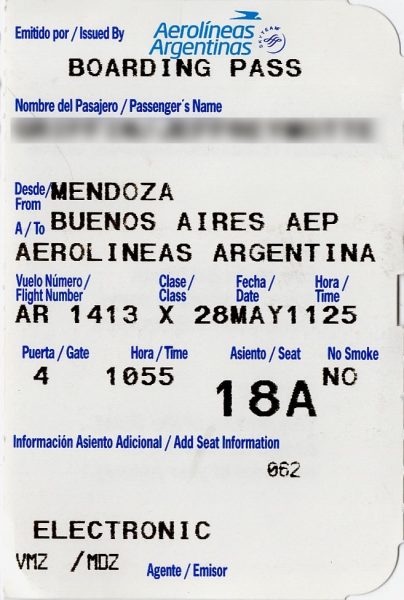 Emitido por / Issued By
Aerolíneas Argentinas
SKYTEAM
BOARDING PASS
Nombre del Pasajero / Passenger's Name
Desde/ From MENDOZA
A / To BUENOS AIRES AEP
AEROLINEAS ARGENTINA
Vuelo Número / Flight Number Clase / Class Fecha / Date Hora / Time
AR 1413 X 28MAY1125
Puerta / Gate Hora / Time Asiento / Seat No Smoke
4 1055 18A NO
Información Asiento Adicional / Add Seat Information
062
ELECTRONIC
VMZ /MDZ
Agente / Emisor